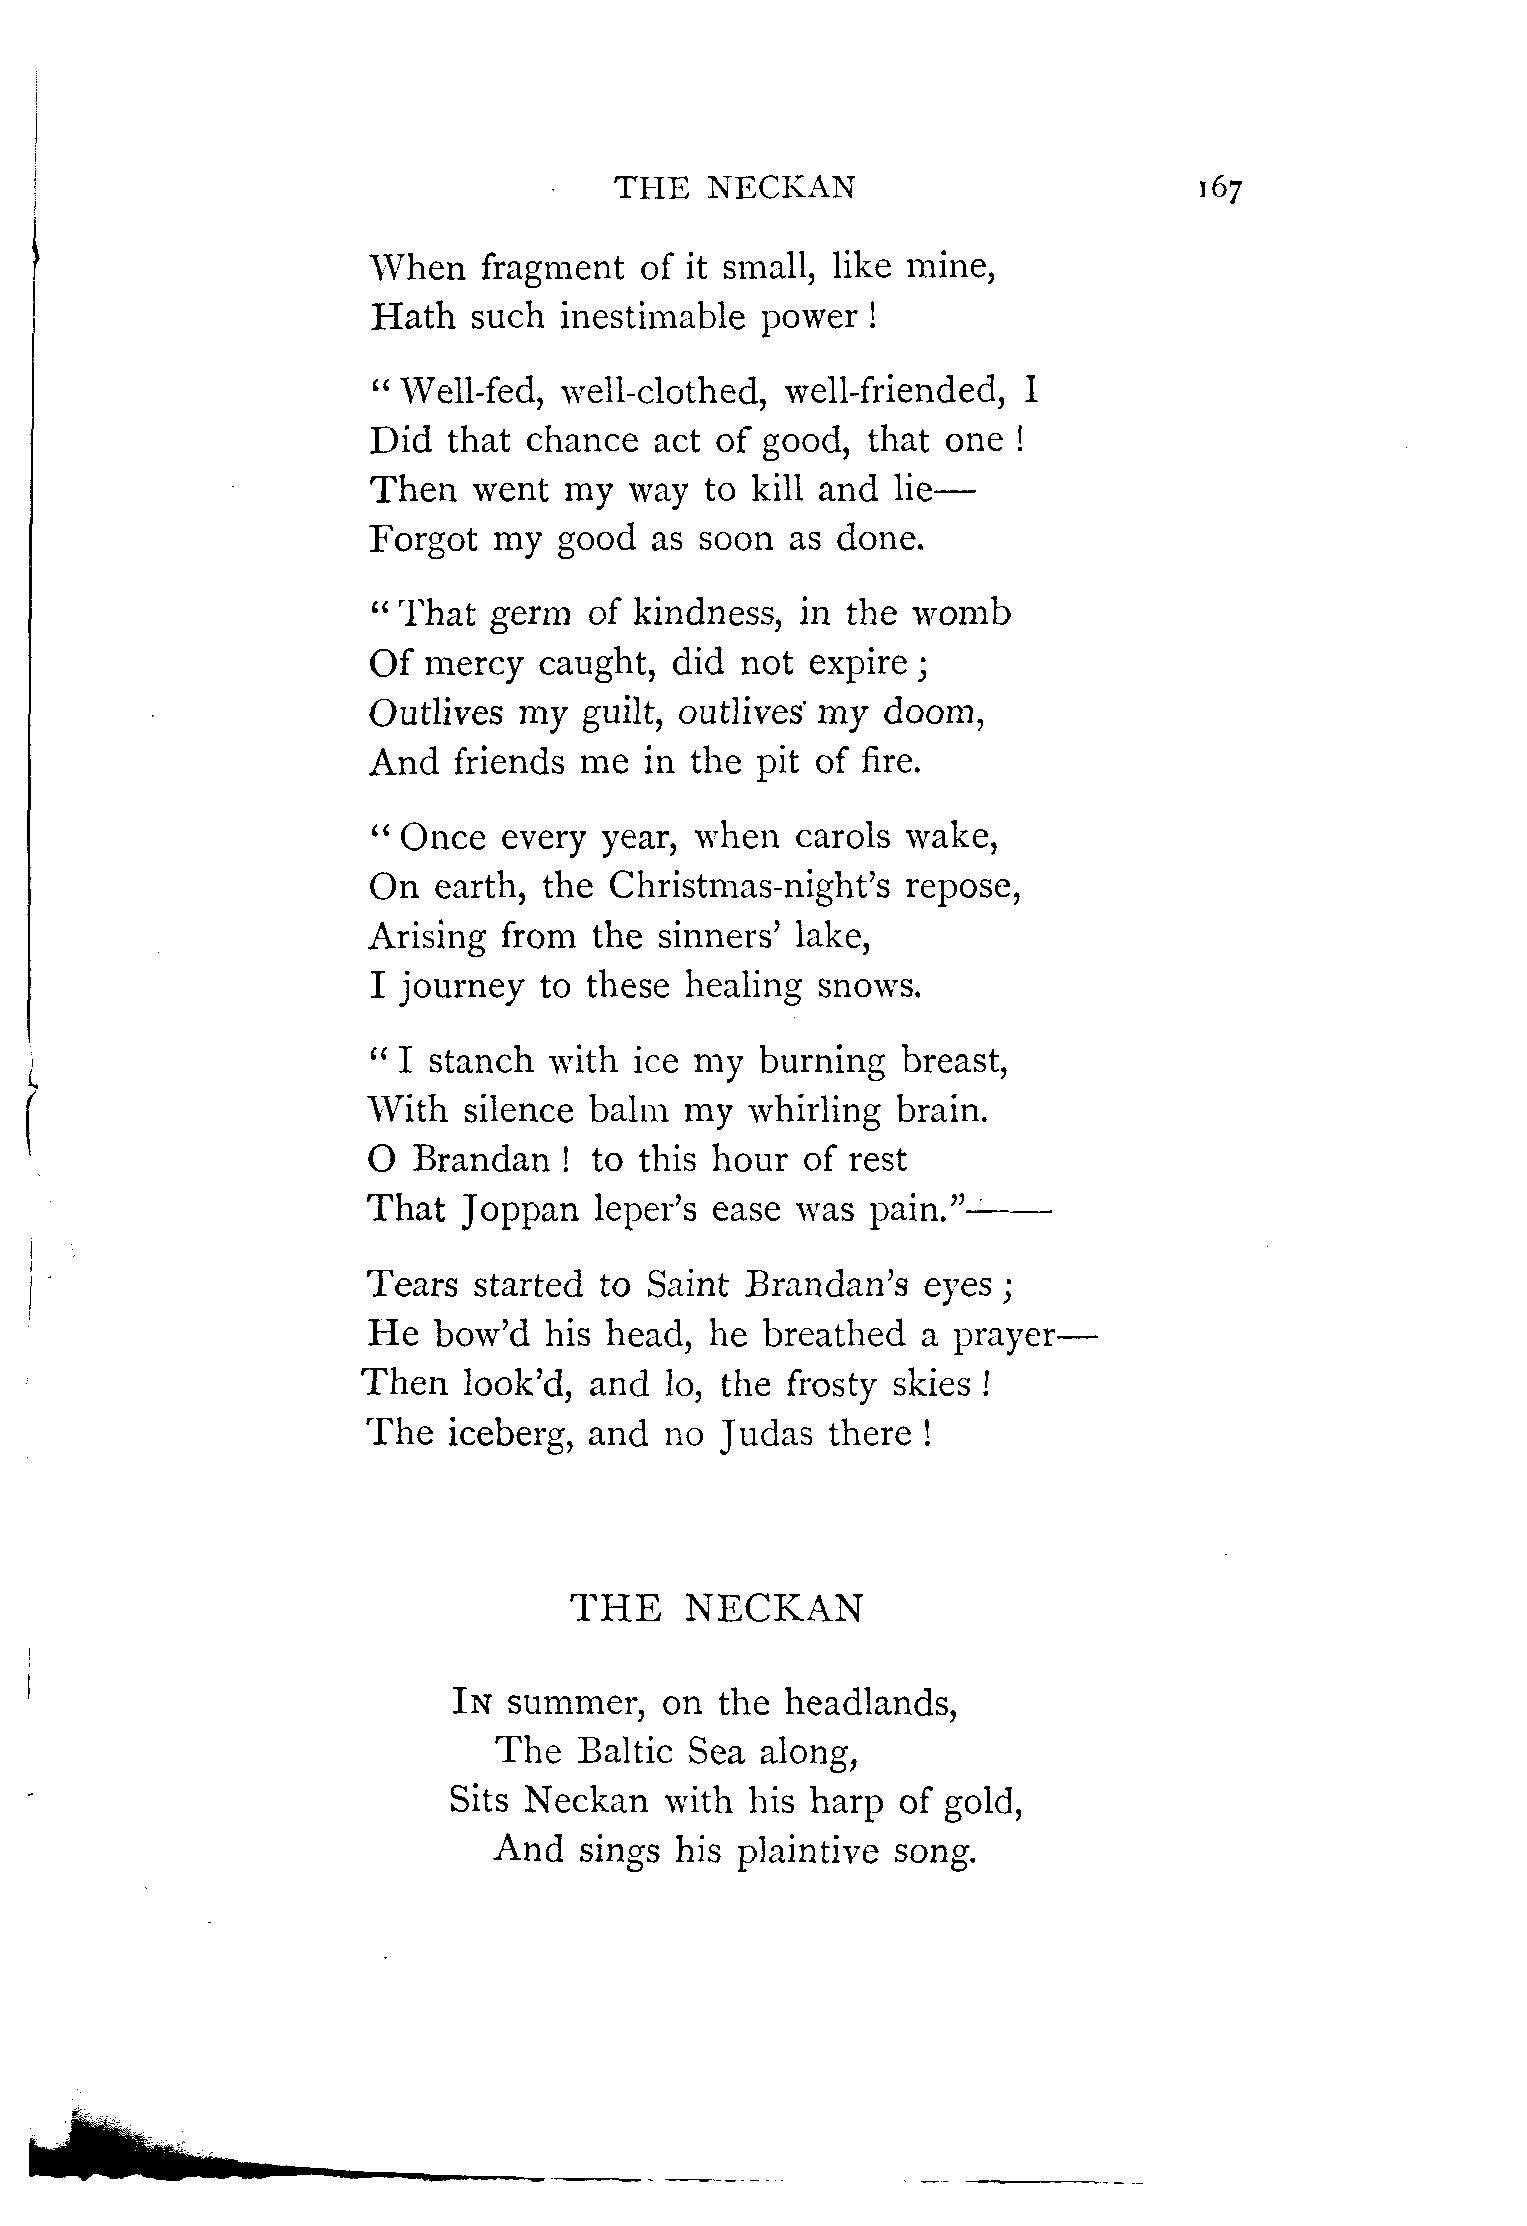 THE NECKAN 167
When fragment of it small, like mine,
Hath such inestimable power !
“ Well-fed, well-clothed, well-friended, I
Did that chance act of good, that one !
Then went my way to kill and lie—
Forgot my good as soon as done.
“ That germ of kindness, in the womb
Of mercy caught, did not expire ;
Outlives my guilt, outlives my doom,
And friends me in the pit of fire.
“ Once every year, when carols wake,
On earth, the Christmas-night’s repose,
Arising from the sinners’ lake,
I journey to these healing snows.
“ I stanch with ice my burning breast,
With silence balm my whirling brain.
O Brandan ! to this hour of rest
That Joppan leper’s ease was pain.”——
Tears started to Saint Brandan’s eyes ;
He bow’d his head, he breathed a prayer—
Then look’d, and lo, the frosty skies !
The iceberg, and no Judas there !
THE NECKAN
IN summer, on the headlands,
The Baltic Sea along,
Sits Neckan with his harp of gold,
And sings his plaintive song.